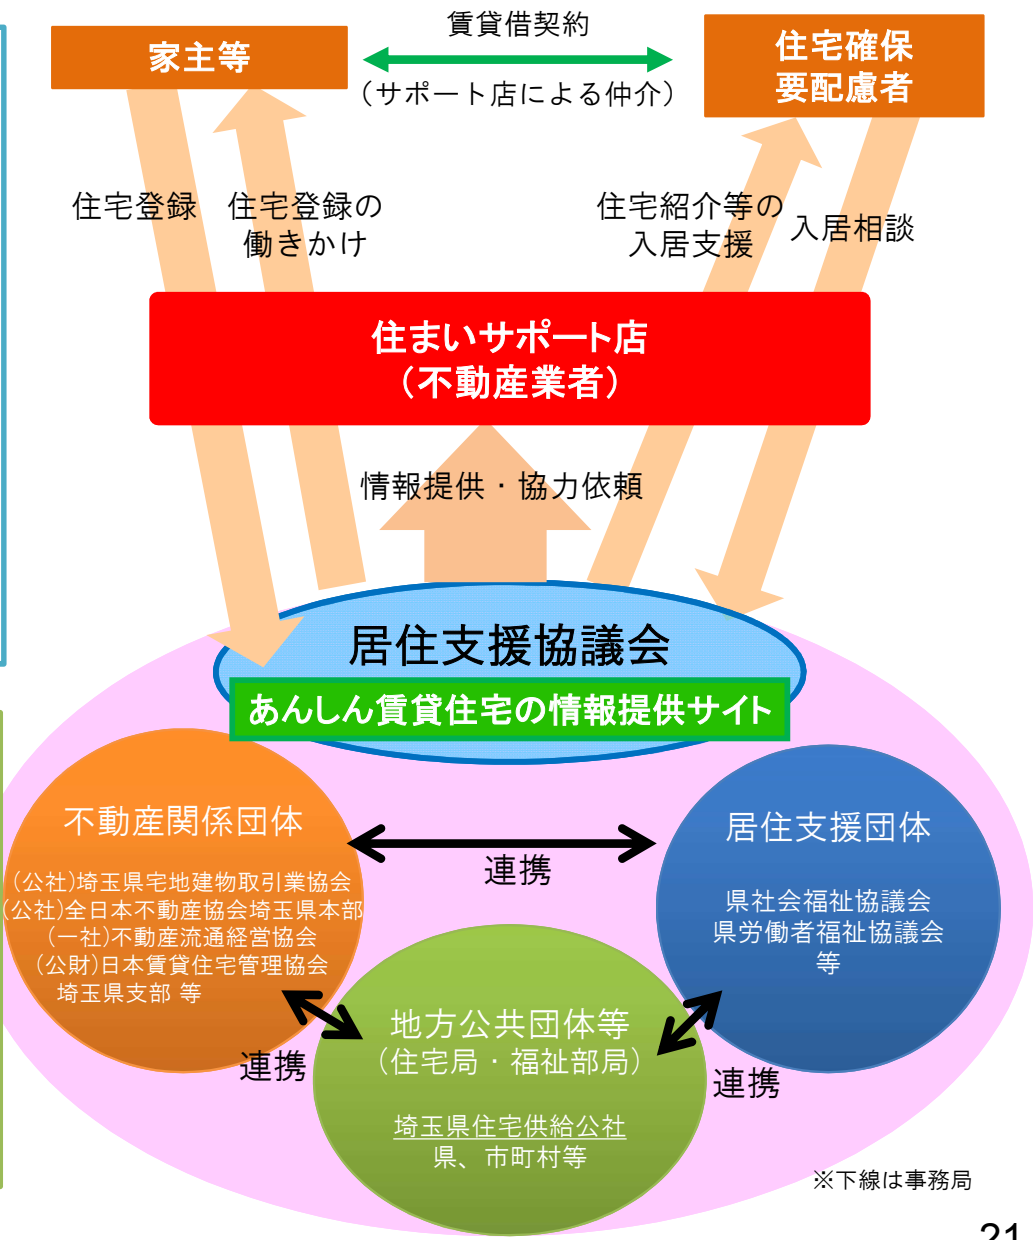 賃貸借契約
家主等
住宅確保
要配慮者
（サポート店による仲介）
住宅登録
住宅登録の
働きかけ
住宅紹介等の
入居支援
入居相談
住まいサポート店
（不動産業者）
情報提供・協力依頼
居住支援協議会
あんしん賃貸住宅の情報提供サイト
不動産関係団体
(公社)埼玉県宅地建物取引業協会
(公社)全日本不動産協会埼玉県本部
(一社)不動産流通経営協会
(公財)日本賃貸住宅管理協会
埼玉県支部 等
連携
居住支援団体
県社会福祉協議会
県労働者福祉協議会
等
連携
地方公共団体等
（住宅局・福祉部局）
埼玉県住宅供給公社
県、市町村等
連携
※下線は事務局
21